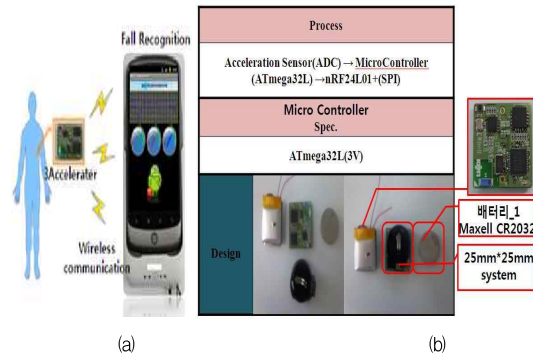 Fall Recognition
3Accelerater
Wireless
communication
Process
Acceleration Sensor(ADC) → MicroController
(ATmega32L) →nRF24L01+(SPI)
Micro Controller
Spec.
ATmega32L(3V)
Design
배터리_1
Maxell CR2032
25mm*25mm
system
(a)
(b)